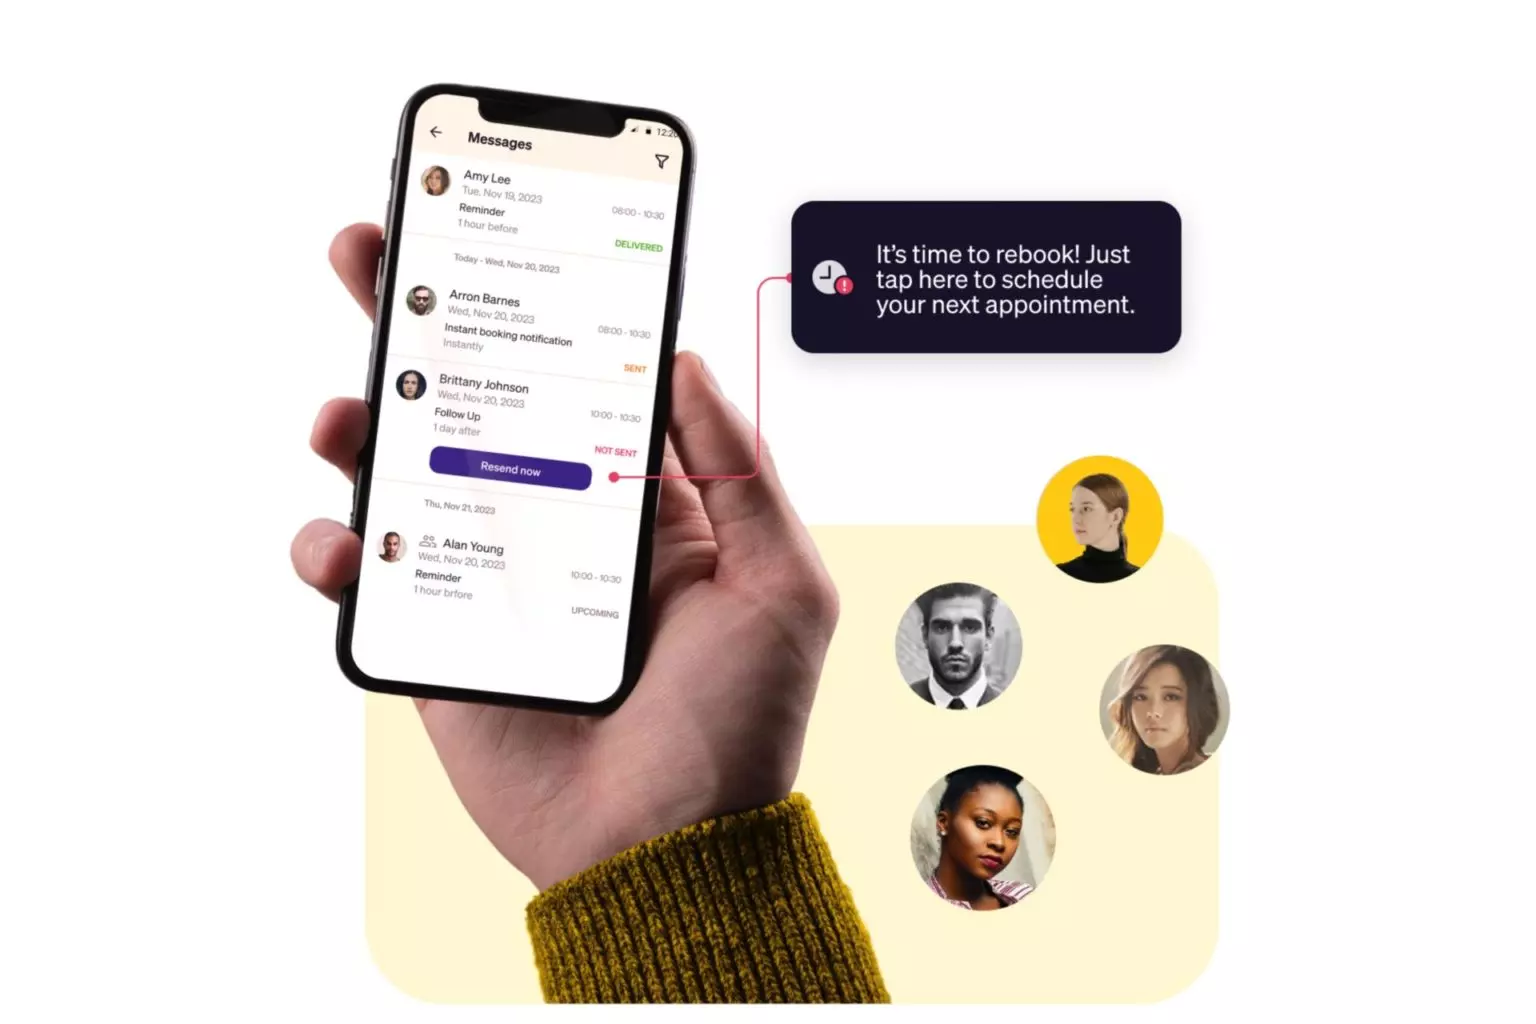 12:20
Messages
Amy Lee
Tue, Nov 19, 2023
08:00 - 10:30
Reminder
1 hour before
DELIVERED
Today - Wed, Nov 20, 2023
Arron Barnes
Wed, Nov 20, 2023
08:00 - 10:30
Instant booking notification
Instantly
SENT
Brittany Johnson
Wed, Nov 20, 2023
10:00 - 10:30
Follow Up
1 day after
NOT SENT
Resend now
Thu, Nov 21, 2023
Alan Young
Wed, Nov 20, 2023
10:00 - 10:30
Reminder
1 hour brfore
UPCOMING
It's time to rebook! Just
tap here to schedule
your next appointment.